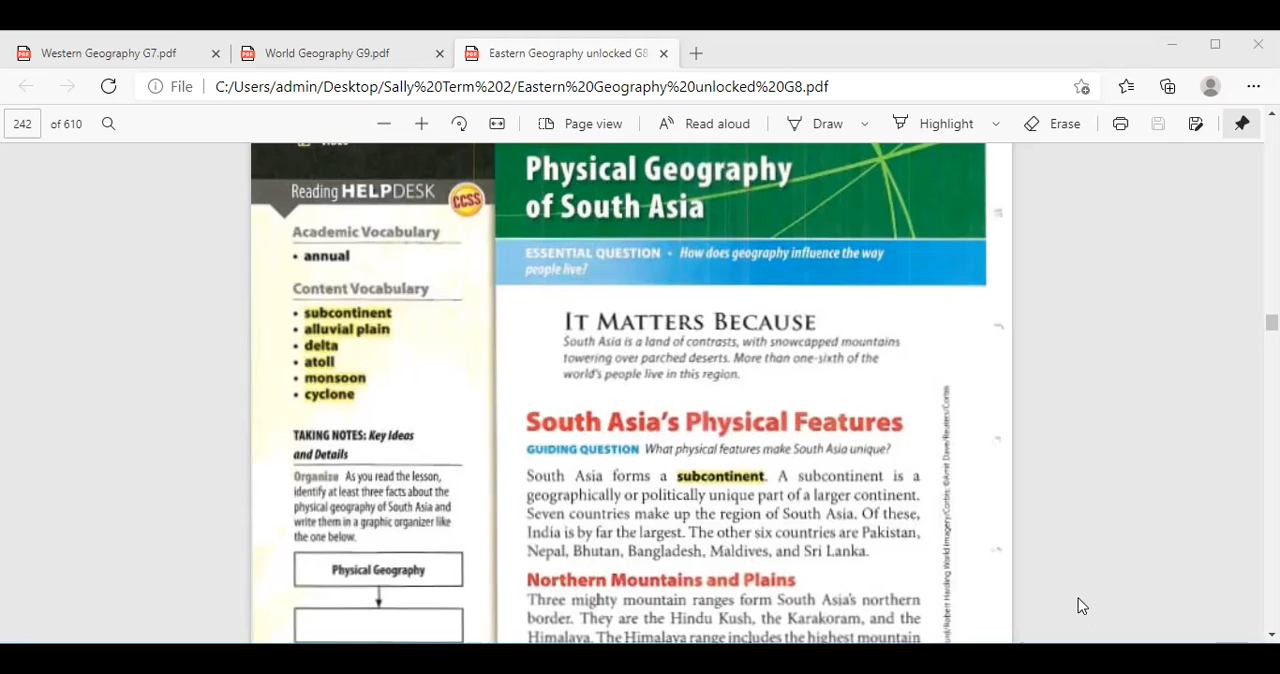 Western Geography G7.pdf
World Geography G9.pdf
Eastern Geography unlocked G8
File
C:/Users/admin/Desktop/Sally%20Term%202/Eastern%20Geography%20unlocked%20G8.pdf
242 of 610
Page view
Read aloud
Draw
Highlight
Erase
Reading HELPDESK
CCSS
Academic Vocabulary
• annual
Content Vocabulary
• subcontinent
• alluvial plain
• delta
• atoll
• monsoon
• cyclone
TAKING NOTES: Key Ideas
and Details
Organize As you read the lesson,
identify at least three facts about the
physical geography of South Asia and
write them in a graphic organizer like
the one below.
Physical Geography
Physical Geography
of South Asia
ESSENTIAL QUESTION • How does geography influence the way
people live?
IT MATTERS BECAUSE
South Asia is a land of contrasts, with snowcapped mountains
towering over parched deserts. More than one-sixth of the
world's people live in this region.
South Asia's Physical Features
GUIDING QUESTION What physical features make South Asia unique?
South Asia forms a subcontinent. A subcontinent is a
geographically or politically unique part of a larger continent.
Seven countries make up the region of South Asia. Of these,
India is by far the largest. The other six countries are Pakistan,
Nepal, Bhutan, Bangladesh, Maldives, and Sri Lanka.
Northern Mountains and Plains
Three mighty mountain ranges form South Asia's northern
border. They are the Hindu Kush, the Karakoram, and the
Himalaya. The Himalaya range includes the highest mountain